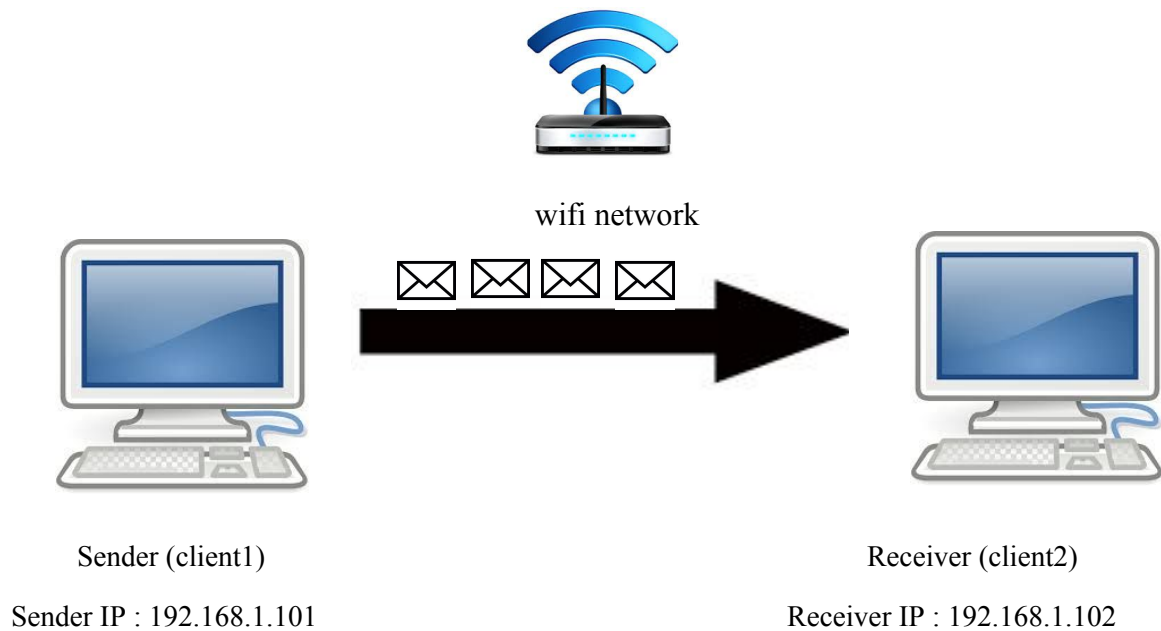 wifi network
Sender (client1)
Receiver (client2)
Sender IP : 192.168.1.101
Receiver IP : 192.168.1.102